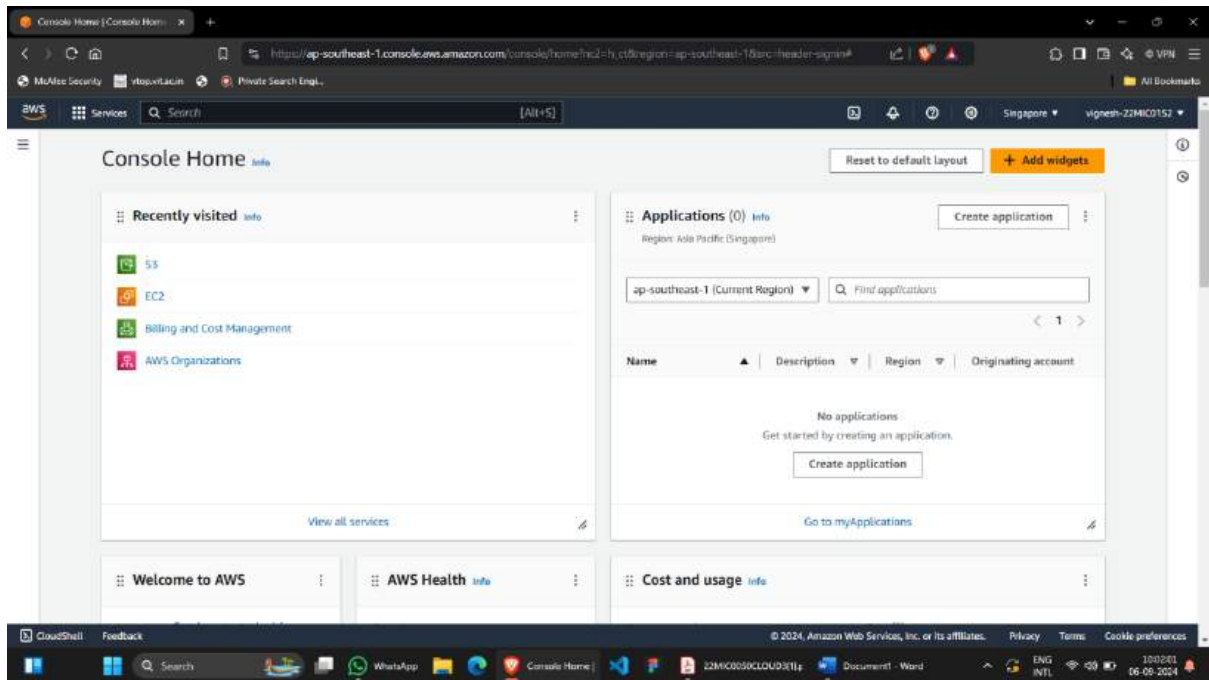 Console Home | Console Home
https://ap-southeast-1.console.aws.amazon.com/console/home?nc2=h_ct&region=ap-southeast-1&src=header-signin#
VPN
McAfee Security vtop.vit.ac.in Private Search Engi... All Bookmarks
aws Services Search [Alt+S] Singapore ▼ vignesh-22MIC0152 ▼
Console Home Info
Reset to default layout + Add widgets
Recently visited Info
S3
EC2
Billing and Cost Management
AWS Organizations
View all services
Applications (0) Info Create application
Region: Asia Pacific (Singapore)
ap-southeast-1 (Current Region) ▼ Find applications
< 1 >
Name ▲ Description ▽ Region ▽ Originating account
No applications
Get started by creating an application.
Create application
Go to myApplications
Welcome to AWS AWS Health Info Cost and usage Info
CloudShell Feedback © 2024, Amazon Web Services, Inc. or its affiliates. Privacy Terms Cookie preferences
Search WhatsApp Console Home | Document1 - Word ENG 10:02:01
INTL 06-09-2024